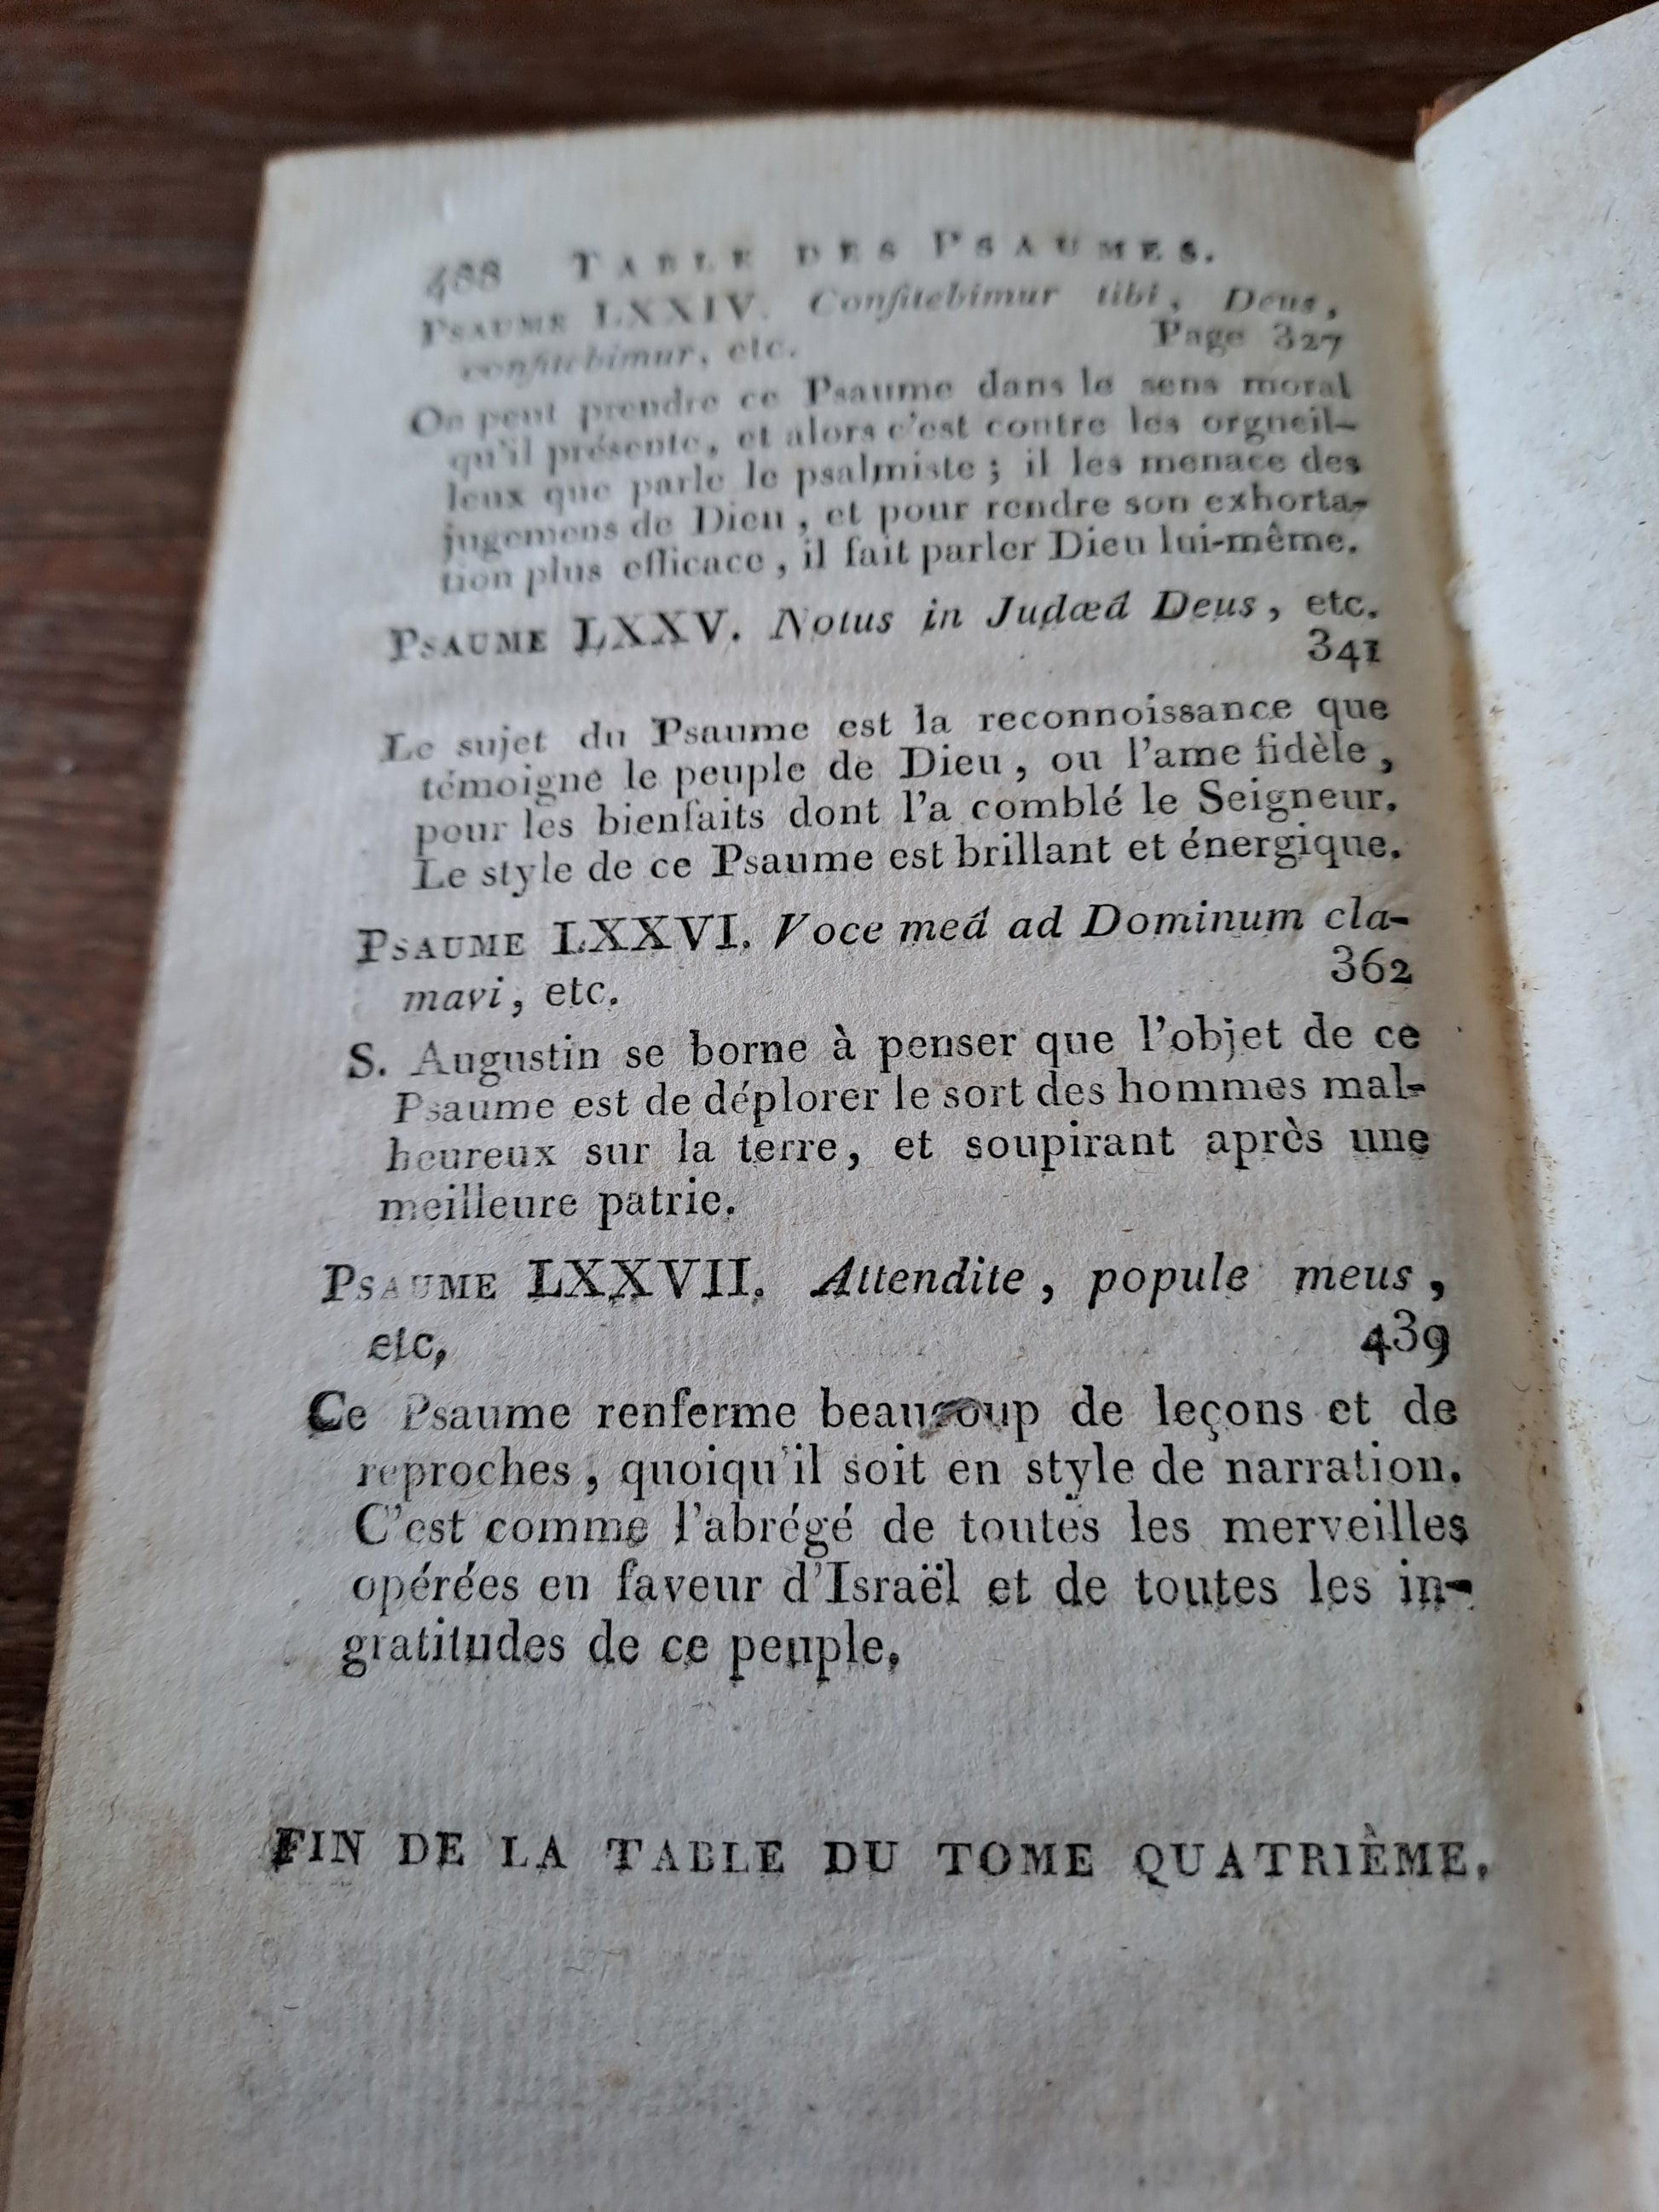 488 TABLE DES PSAUMES.
PSAUME LXXIV. Confitebimur tibi, Deus,
confitebimur, etc. Page 327
On peut prendre ce Psaume dans le sens moral
qu'il présente, et alors c'est contre les orgueil-
leux que parle le psalmiste ; il les menace des
jugemens de Dieu, et pour rendre son exhorta-
tion plus efficace, il fait parler Dieu lui-même.
PSAUME LXXV. Notus in Judæâ Deus, etc.
341
Le sujet du Psaume est la reconnoissance que
témoigne le peuple de Dieu, ou l'ame fidèle,
pour les bienfaits dont l'a comblé le Seigneur.
Le style de ce Psaume est brillant et énergique.
PSAUME LXXVI. Voce meâ ad Dominum cla-
mavi, etc. 362
S. Augustin se borne à penser que l'objet de ce
Psaume est de déplorer le sort des hommes mal-
heureux sur la terre, et soupirant après une
meilleure patrie.
PSAUME LXXVII. Attendite, popule meus,
etc, 439
Ce Psaume renferme beaucoup de leçons et de
reproches, quoiqu'il soit en style de narration.
C'est comme l'abrégé de toutes les merveilles
opérées en faveur d'Israël et de toutes les in-
gratitudes de ce peuple.
FIN DE LA TABLE DU TOME QUATRIÈME.